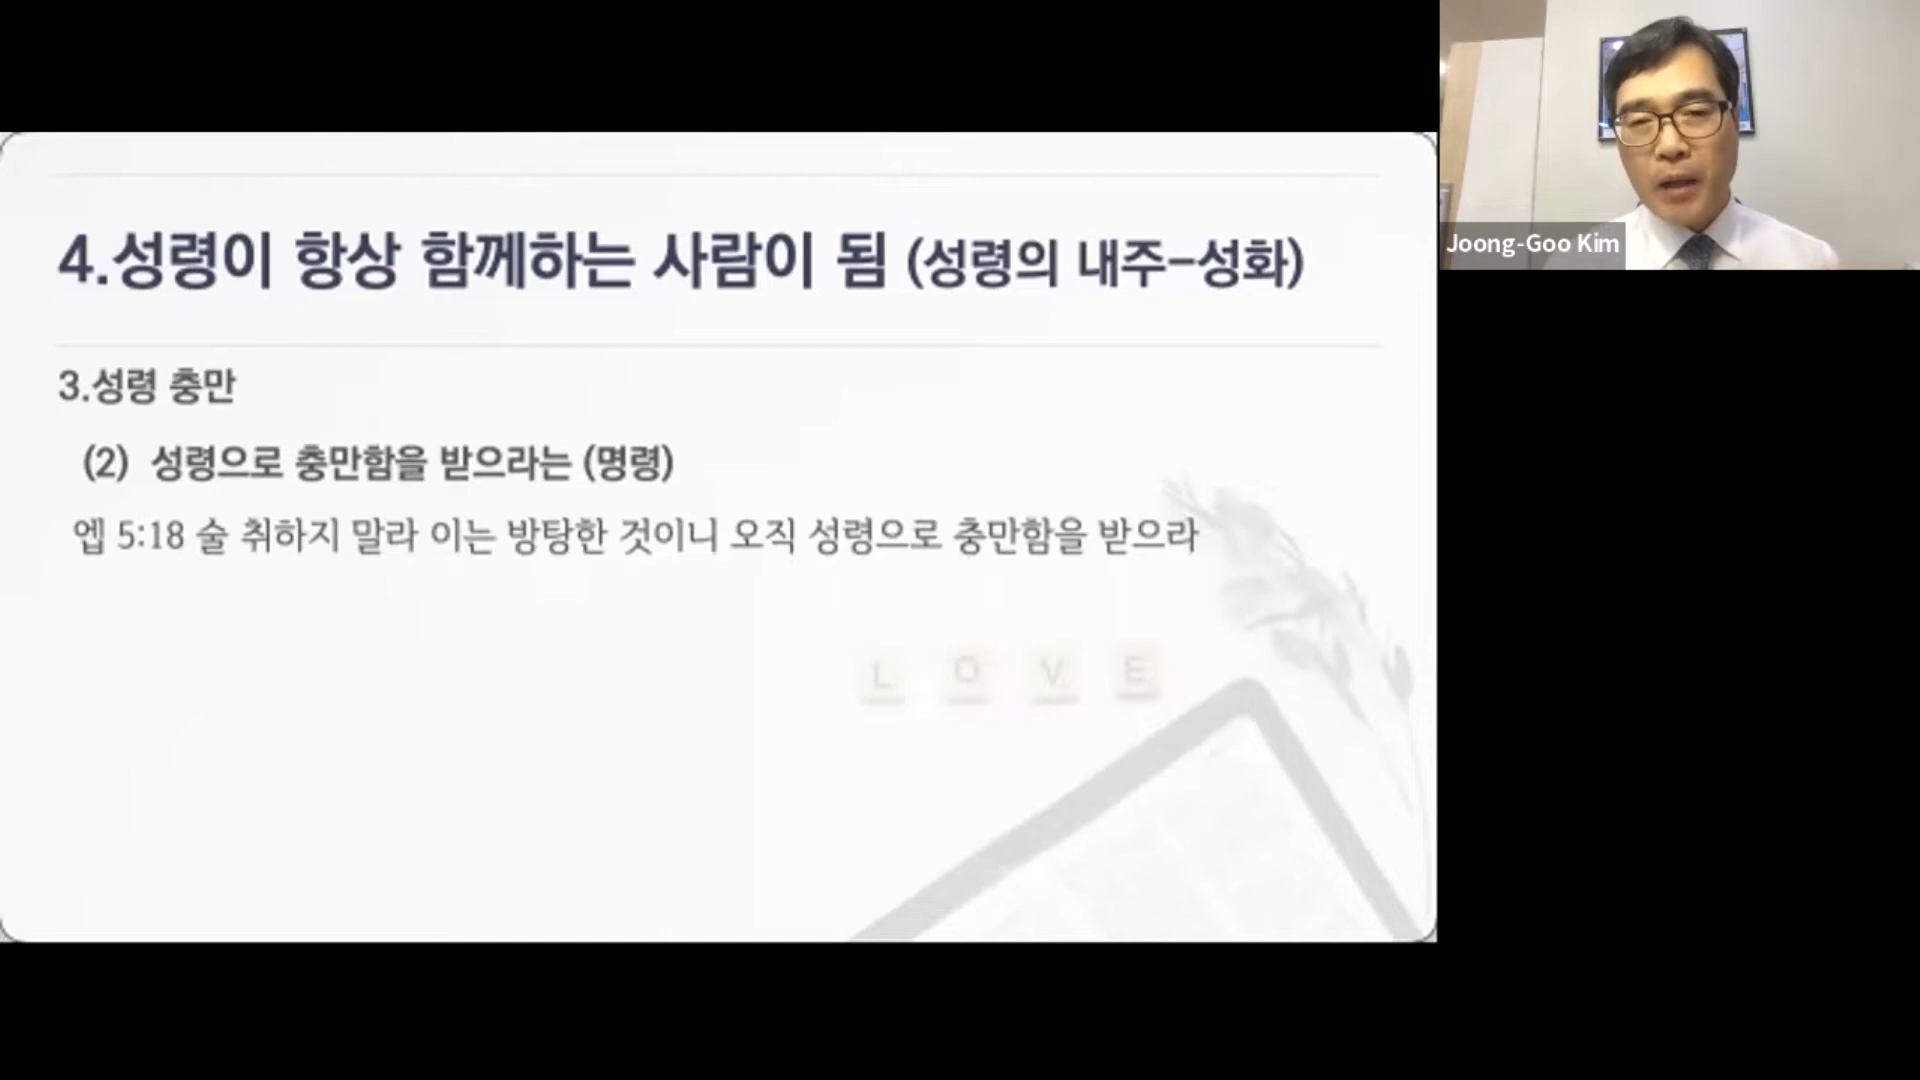 4.성령이 항상 함께하는 사람이 됨 (성령의 내주-성화)
3.성령 충만
(2) 성령으로 충만함을 받으라는 (명령)
엡 5:18 술 취하지 말라 이는 방탕한 것이니 오직 성령으로 충만함을 받으라
L O V E
Joong-Goo Kim